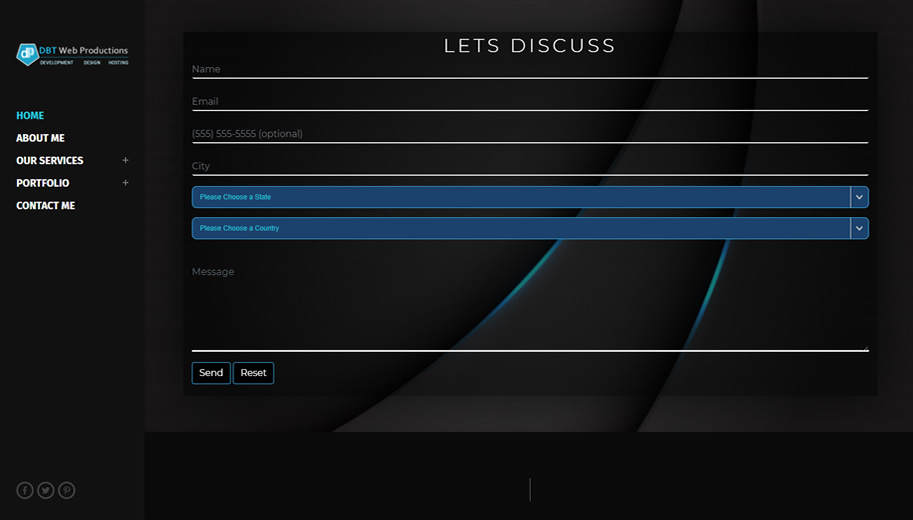 DBT Web Productions
DEVELOPMENT DESIGN HOSTING
HOME
ABOUT ME
OUR SERVICES +
PORTFOLIO +
CONTACT ME
LETS DISCUSS
Name
Email
(555) 555-5555 (optional)
City
Please Choose a State
Please Choose a Country
Message
Send Reset